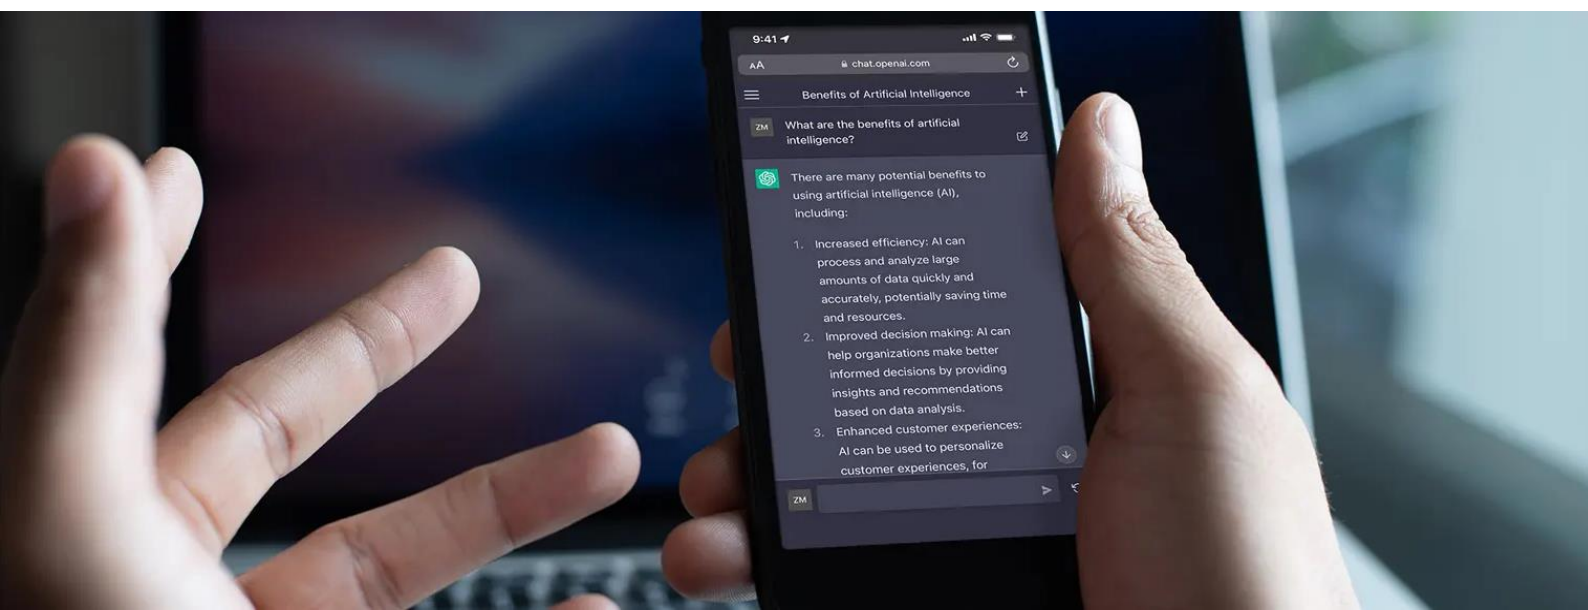 9:41
AA chat.openai.com
Benefits of Artificial Intelligence +
ZM What are the benefits of artificial
intelligence?
There are many potential benefits to
using artificial intelligence (AI),
including:
1. Increased efficiency: AI can
process and analyze large
amounts of data quickly and
accurately, potentially saving time
and resources.
2. Improved decision making: AI can
help organizations make better
informed decisions by providing
insights and recommendations
based on data analysis.
3. Enhanced customer experiences:
AI can be used to personalize
customer experiences, for
ZM